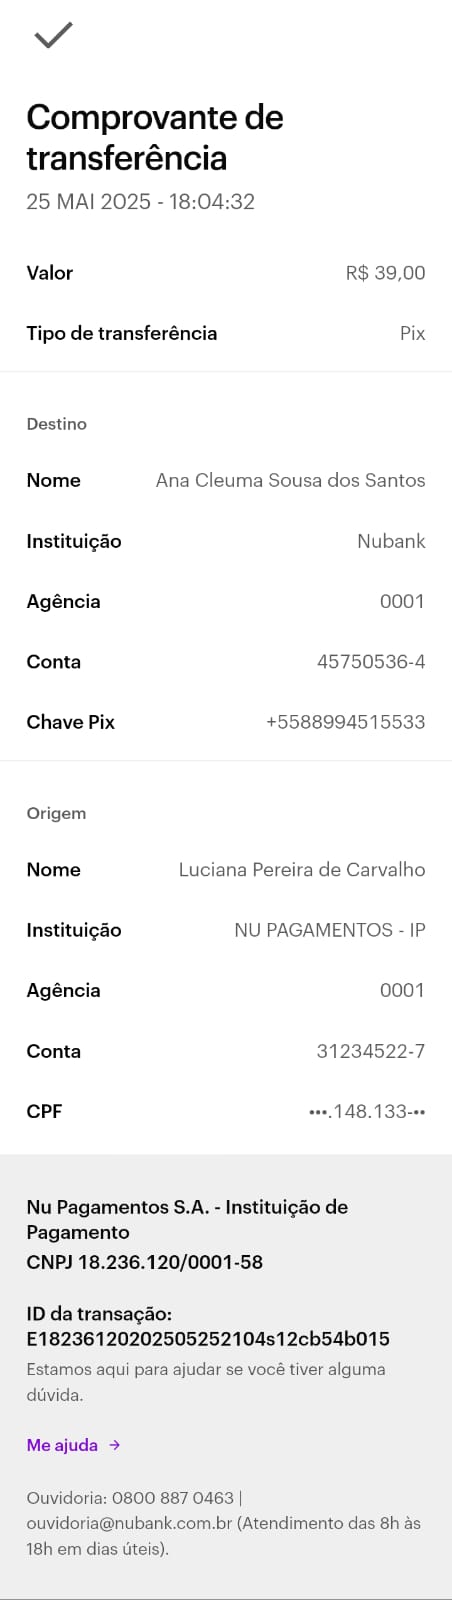 Comprovante de
transferência
25 MAI 2025 - 18:04:32
Valor R$ 39,00
Tipo de transferência Pix
Destino
Nome Ana Cleuma Sousa dos Santos
Instituição Nubank
Agência 0001
Conta 45750536-4
Chave Pix +5588994515533
Origem
Nome Luciana Pereira de Carvalho
Instituição NU PAGAMENTOS - IP
Agência 0001
Conta 31234522-7
CPF •••.148.133-••
Nu Pagamentos S.A. - Instituição de
Pagamento
CNPJ 18.236.120/0001-58
ID da transação:
E18236120202505252104s12cb54b015
Estamos aqui para ajudar se você tiver alguma
dúvida.
Me ajuda →
Ouvidoria: 0800 887 0463 |
ouvidoria@nubank.com.br (Atendimento das 8h às
18h em dias úteis).